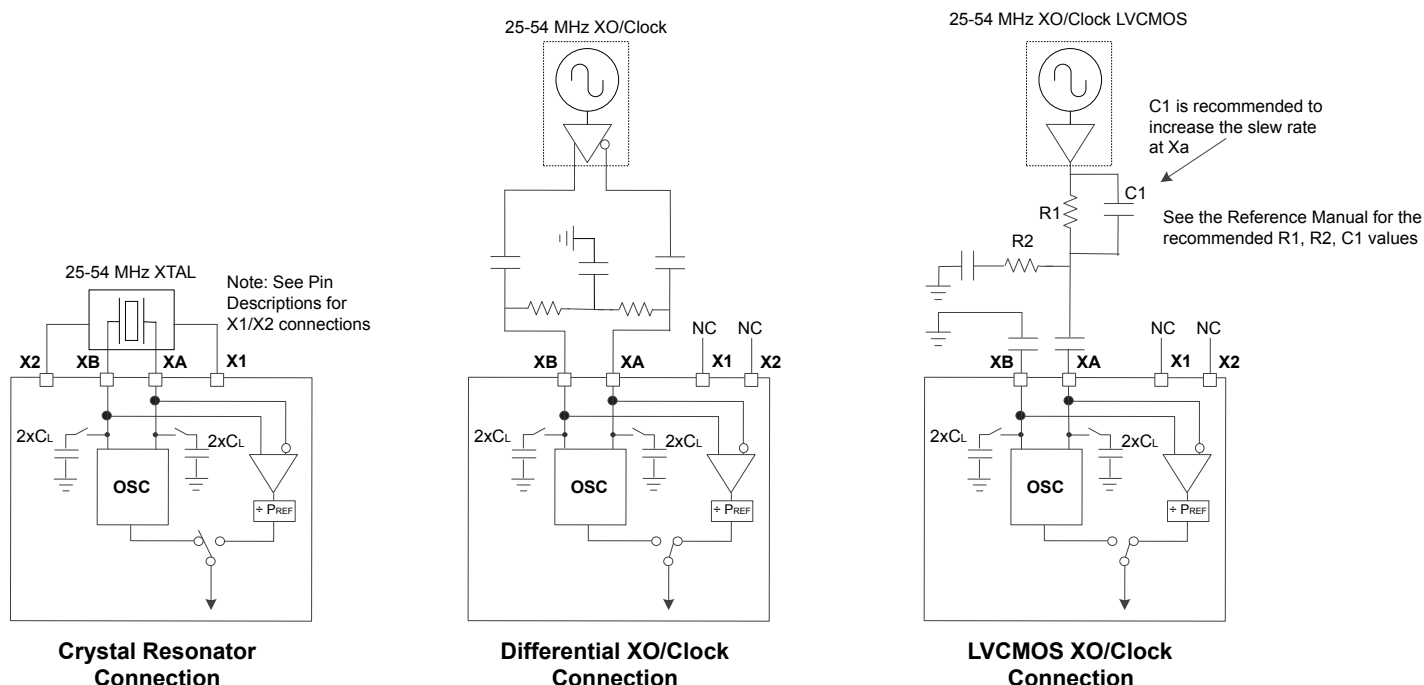 25-54 MHz XTAL
Note: See Pin
Descriptions for
X1/X2 connections
X2
XB
XA
X1
2xCL
2xCL
OSC
÷ PREF
Crystal Resonator
Connection
25-54 MHz XO/Clock
NC
NC
XB
XA
X1
X2
2xCL
2xCL
OSC
÷ PREF
Differential XO/Clock
Connection
25-54 MHz XO/Clock LVCMOS
C1 is recommended to
increase the slew rate
at Xa
C1
R1
See the Reference Manual for the
recommended R1, R2, C1 values
R2
NC
NC
XB
XA
X1
X2
2xCL
2xCL
OSC
÷ PREF
LVCMOS XO/Clock
Connection